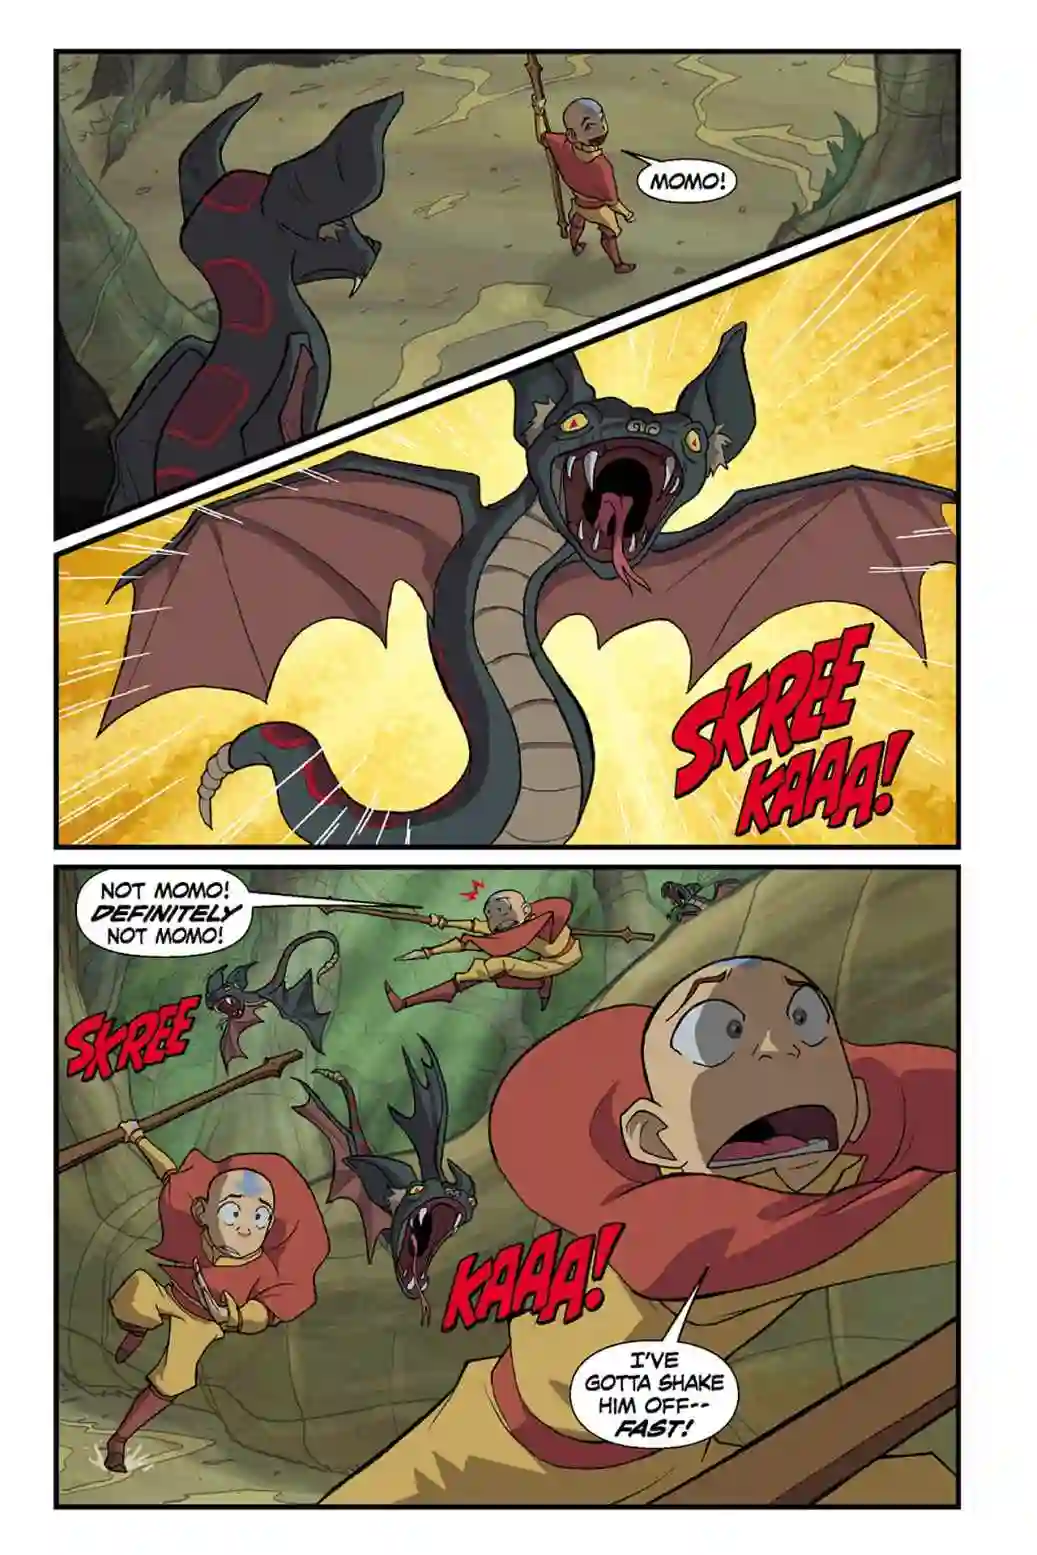 MOMO!
SKREE
KAAA!
NOT MOMO!
DEFINITELY
NOT MOMO!
SKREE
KAAA!
I'VE
GOTTA SHAKE
HIM OFF--
FAST!